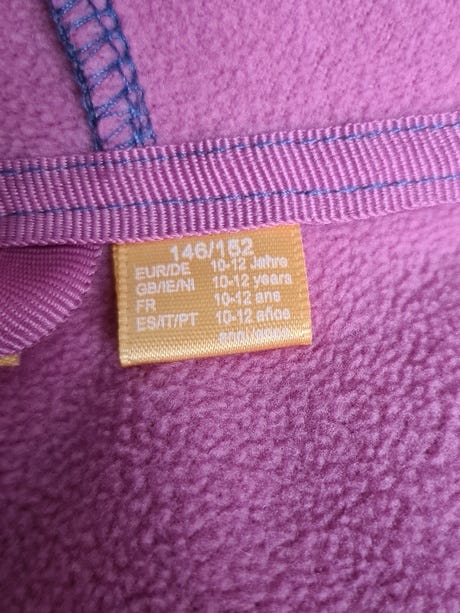 146/152
EUR/DE 10-12 Jahre
GB/IE/NI 10-12 years
FR 10-12 ans
ES/IT/PT 10-12 años